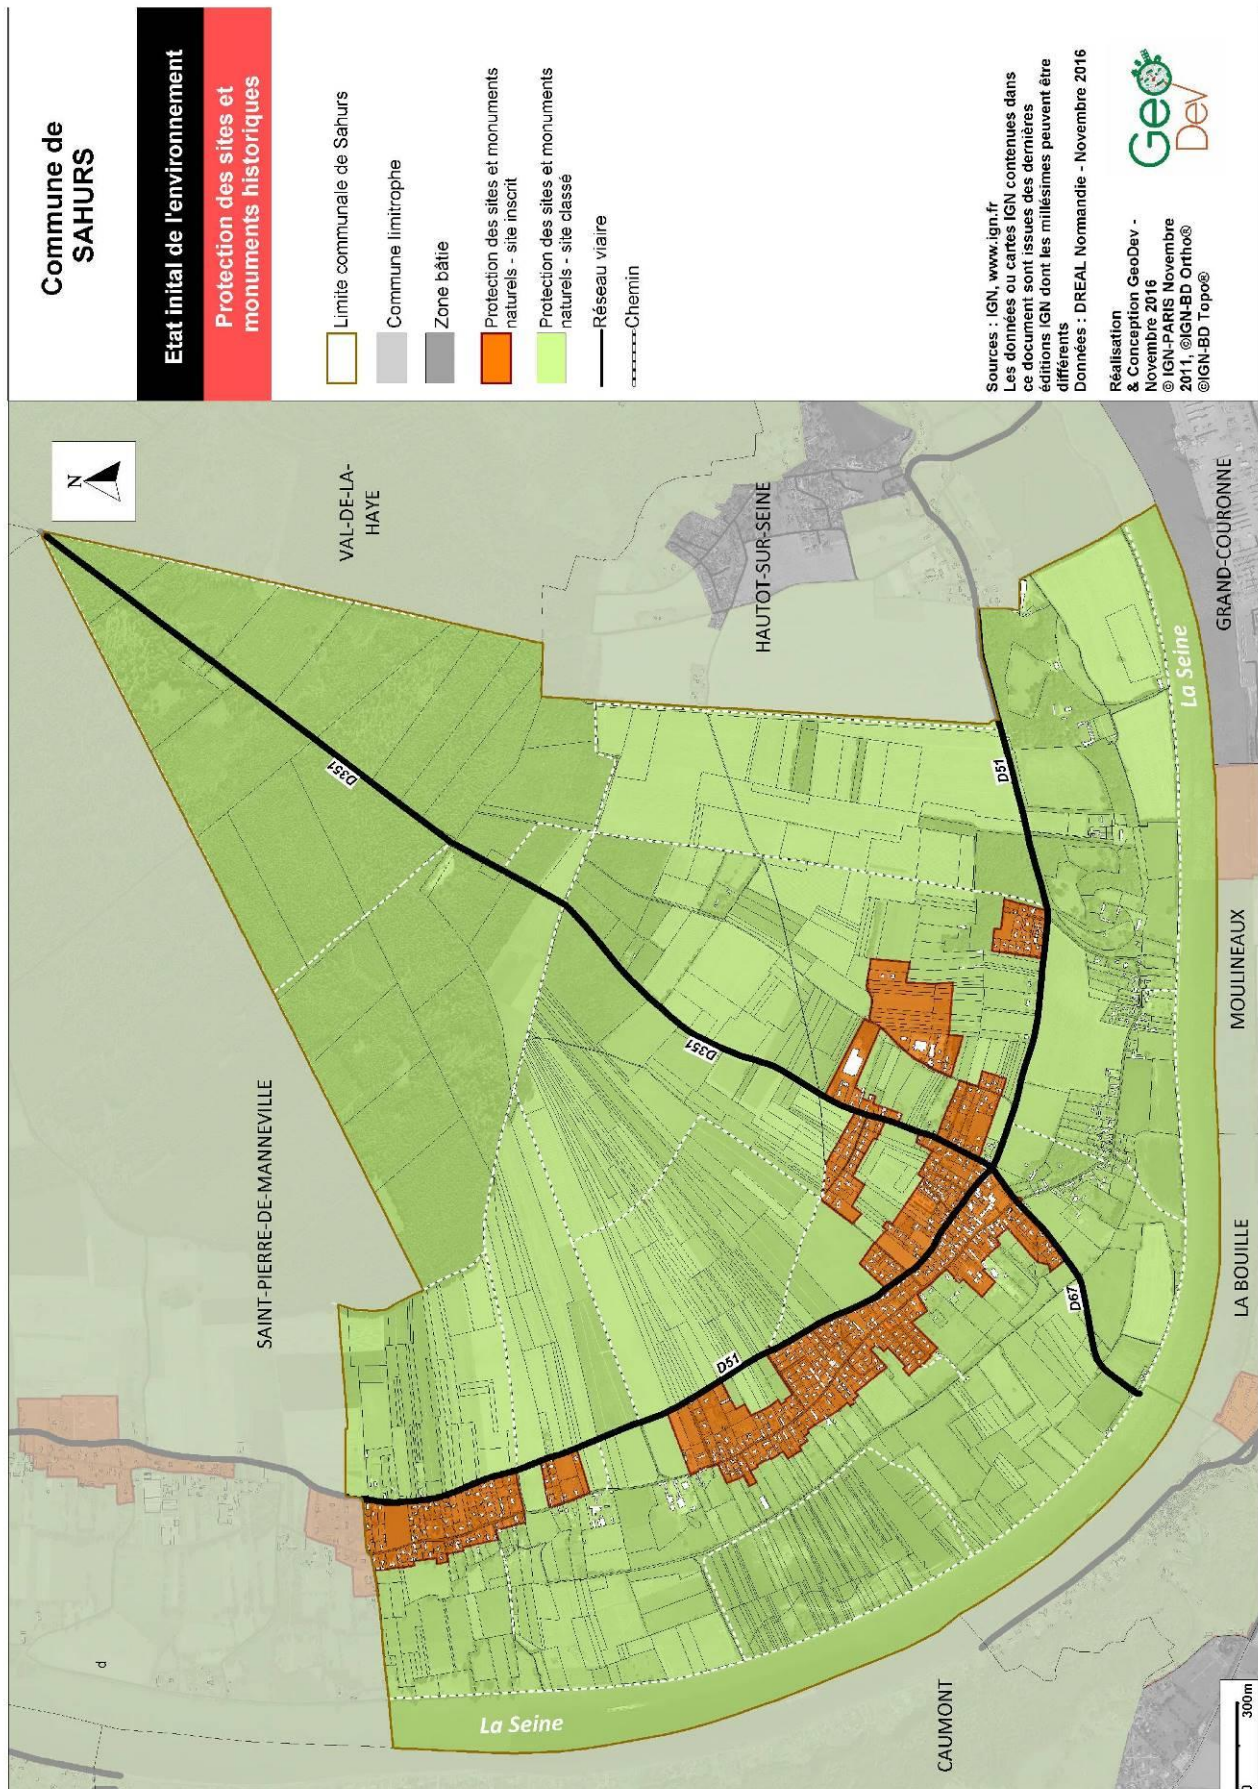 Commune de
SAHURS
Etat inital de l'environnement
Protection des sites et
monuments historiques
Limite communale de Sahurs
Commune limitrophe
Zone bâtie
Protection des sites et monuments
naturels - site inscrit
Protection des sites et monuments
naturels - site classé
Réseau viaire
Chemin
Sources : IGN, www.ign.fr
Les données ou cartes IGN contenues dans
ce document sont issues des dernières
éditions IGN dont les millésimes peuvent être
différents
Données : DREAL Normandie - Novembre 2016
Réalisation
& Conception GeoDev -
Novembre 2016
© IGN-PARIS Novembre
2011, ©IGN-BD Ortho®
©IGN-BD Topo®
Geo
Dev
N
VAL-DE-LA-
HAYE
HAUTOT-SUR-SEINE
GRAND-COURONNE
SAINT-PIERRE-DE-MANNEVILLE
MOULINEAUX
LA BOUILLE
CAUMONT
La Seine
La Seine
D351
D351
D51
D51
D67
d
300m